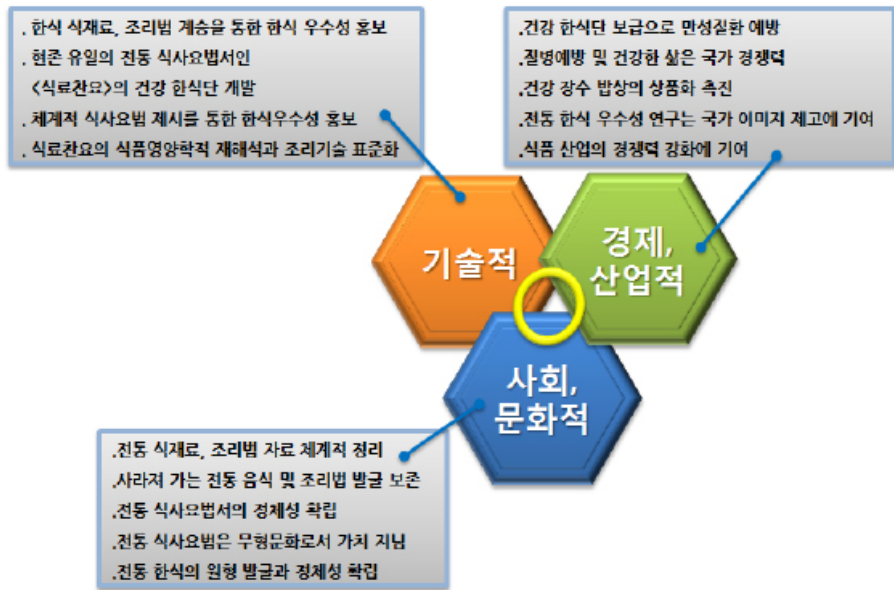 . 한식 식재료, 조리법 계승을 통한 한식 우수성 홍보
. 현존 유일의 전통 식사요법서인
<식료찬요>의 건강 한식단 개발
. 체계적 식사요법 제시를 통한 한식우수성 홍보
. 식료찬요의 식품영양학적 재해석과 조리기술 표준화
.건강 한식단 보급으로 만성질환 예방
.질병예방 및 건강한 삶은 국가 경쟁력
.건강 장수 밥상의 상품화 촉진
.전통 한식 우수성 연구는 국가 이미지 제고에 기여
.식품 산업의 경쟁력 강화에 기여
기술적
경제,
산업적
사회,
문화적
.전통 식재료, 조리법 자료 체계적 정리
.사라져 가는 전통 음식 및 조리법 발굴 보존
.전통 식사요법서의 정체성 확립
.전통 식사요법은 무형문화로서 가치 지님
.전통 한식의 원형 발굴과 정체성 확립